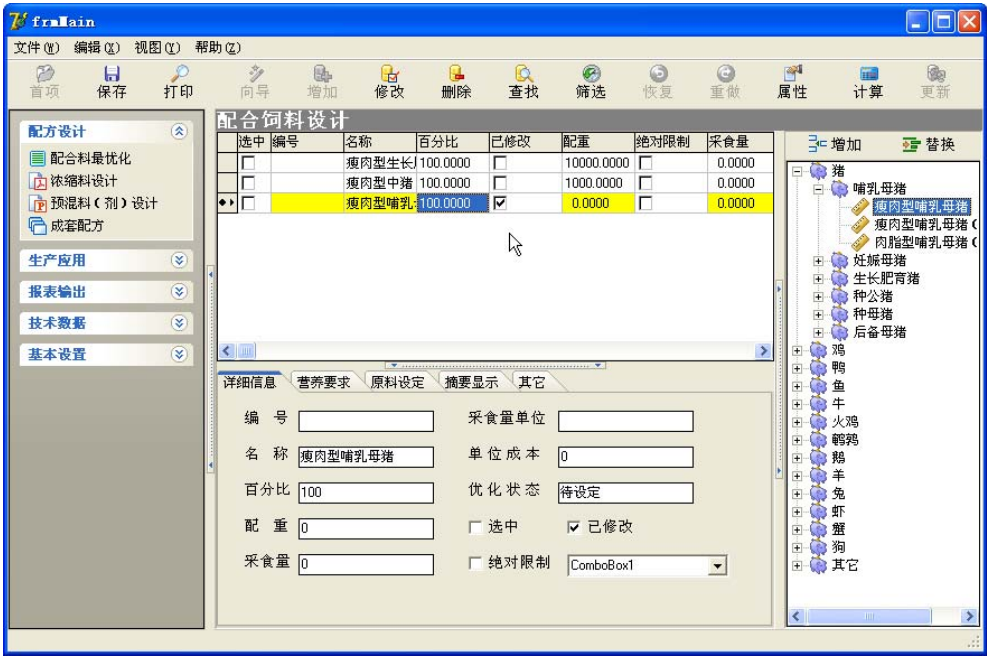 frmMain
文件(W) 编辑(X) 视图(Y) 帮助(Z)
首项 保存 打印 向导 增加 修改 删除 查找 筛选 恢复 重做 属性 计算 更新
配方设计
配合料最优化
浓缩料设计
预混料(剂)设计
成套配方
生产应用
报表输出
技术数据
基本设置
配合饲料设计
选中 编号 名称 百分比 已修改 配重 绝对限制 采食量
瘦肉型生长 100.0000 10000.0000 0.0000
瘦肉型中猪 100.0000 1000.0000 0.0000
瘦肉型哺乳 100.0000 0.0000 0.0000
详细信息 营养要求 原料设定 摘要显示 其它
编 号 采食量单位
名 称 瘦肉型哺乳母猪 单位成本 0
百分比 100 优化状态 待设定
配 重 0 选中 已修改
采食量 0 绝对限制 ComboBox1
增加 替换
猪
哺乳母猪
瘦肉型哺乳母猪
瘦肉型哺乳母猪(
肉脂型哺乳母猪(
妊娠母猪
生长肥育猪
种公猪
种母猪
后备母猪
鸡
鸭
鱼
牛
火鸡
鹌鹑
鹅
羊
兔
虾
蟹
狗
其它